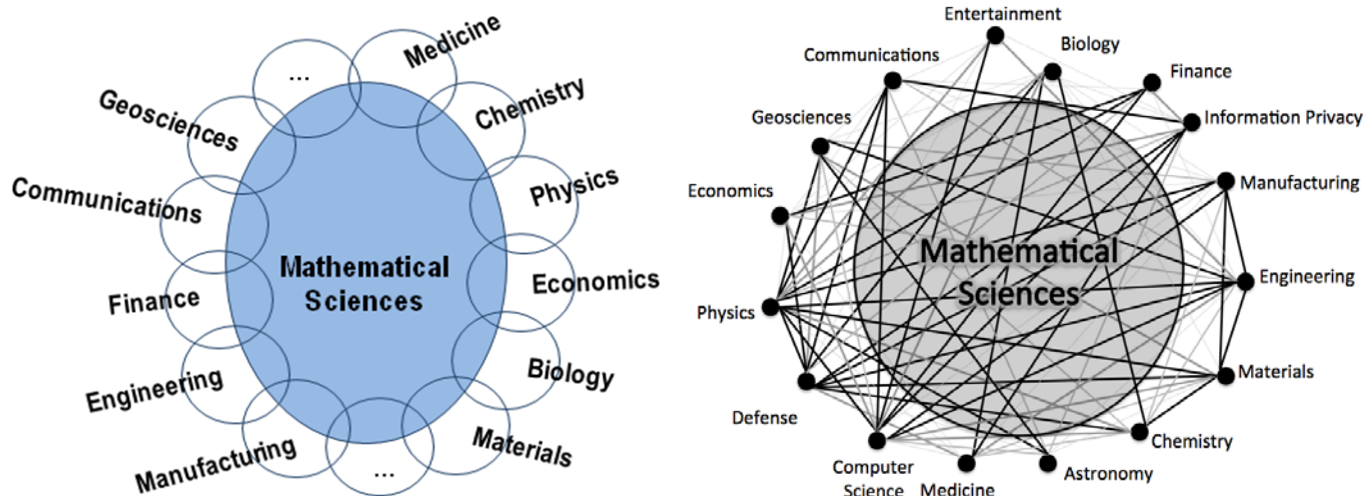 ...
Medicine
Geosciences
Chemistry
Communications
Physics
Mathematical
Sciences
Finance
Economics
Engineering
Biology
Manufacturing
...
Materials
Entertainment
Communications
Biology
Finance
Geosciences
Information Privacy
Economics
Manufacturing
Mathematical
Sciences
Physics
Engineering
Defense
Materials
Computer
Science
Medicine
Astronomy
Chemistry